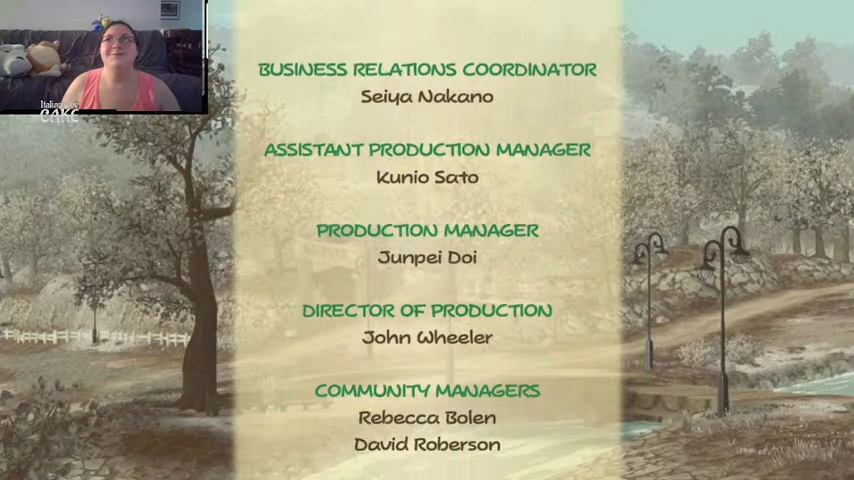 BUSINESS RELATIONS COORDINATOR
Seiya Nakano
ASSISTANT PRODUCTION MANAGER
Kunio Sato
PRODUCTION MANAGER
Junpei Doi
DIRECTOR OF PRODUCTION
John Wheeler
COMMUNITY MANAGERS
Rebecca Bolen
David Roberson
CAKE